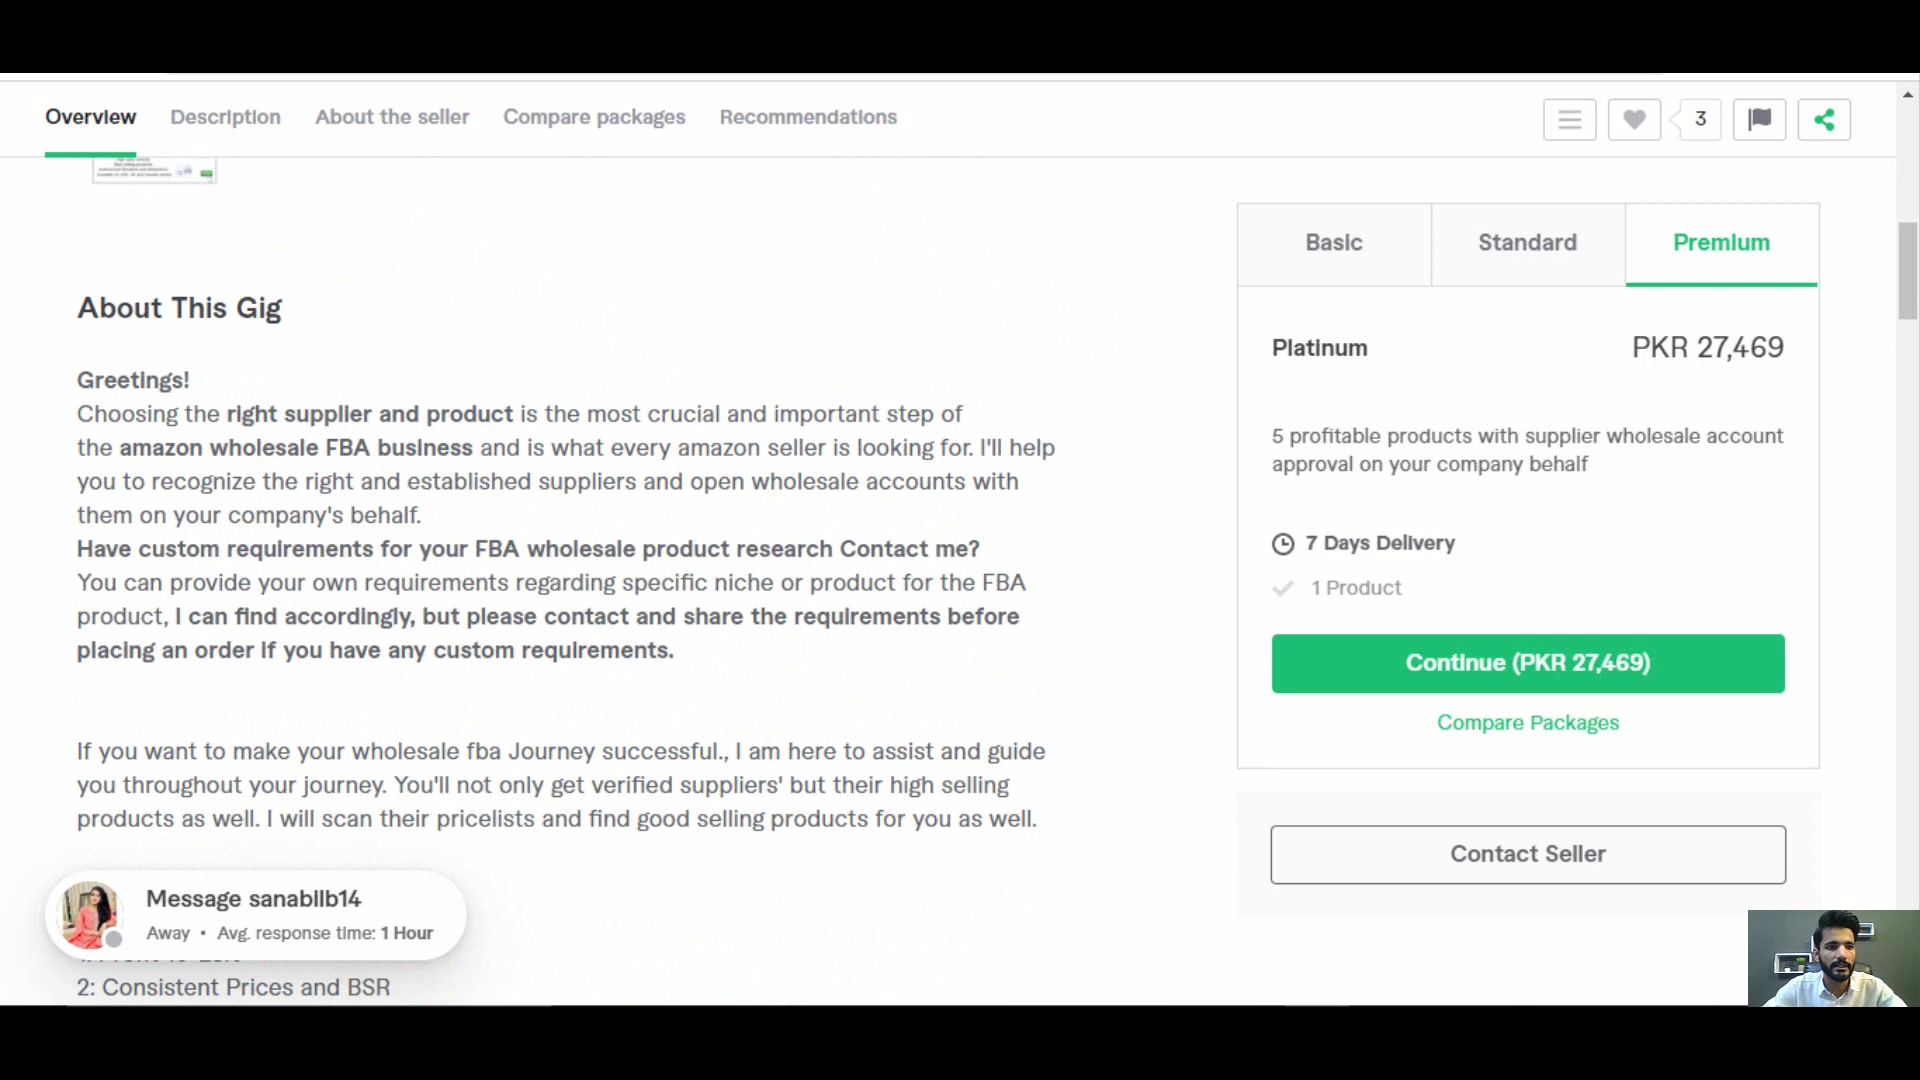 Overview Description About the seller Compare packages Recommendations
3
About This Gig
Greetings!
Choosing the right supplier and product is the most crucial and important step of
the amazon wholesale FBA business and is what every amazon seller is looking for. I'll help
you to recognize the right and established suppliers and open wholesale accounts with
them on your company's behalf.
Have custom requirements for your FBA wholesale product research Contact me?
You can provide your own requirements regarding specific niche or product for the FBA
product, I can find accordingly, but please contact and share the requirements before
placing an order if you have any custom requirements.
If you want to make your wholesale fba Journey successful., I am here to assist and guide
you throughout your journey. You'll not only get verified suppliers' but their high selling
products as well. I will scan their pricelists and find good selling products for you as well.
Message sanabilb14
Away • Avg. response time: 1 Hour
2: Consistent Prices and BSR
Basic Standard Premium
Platinum PKR 27,469
5 profitable products with supplier wholesale account
approval on your company behalf
7 Days Delivery
1 Product
Continue (PKR 27,469)
Compare Packages
Contact Seller